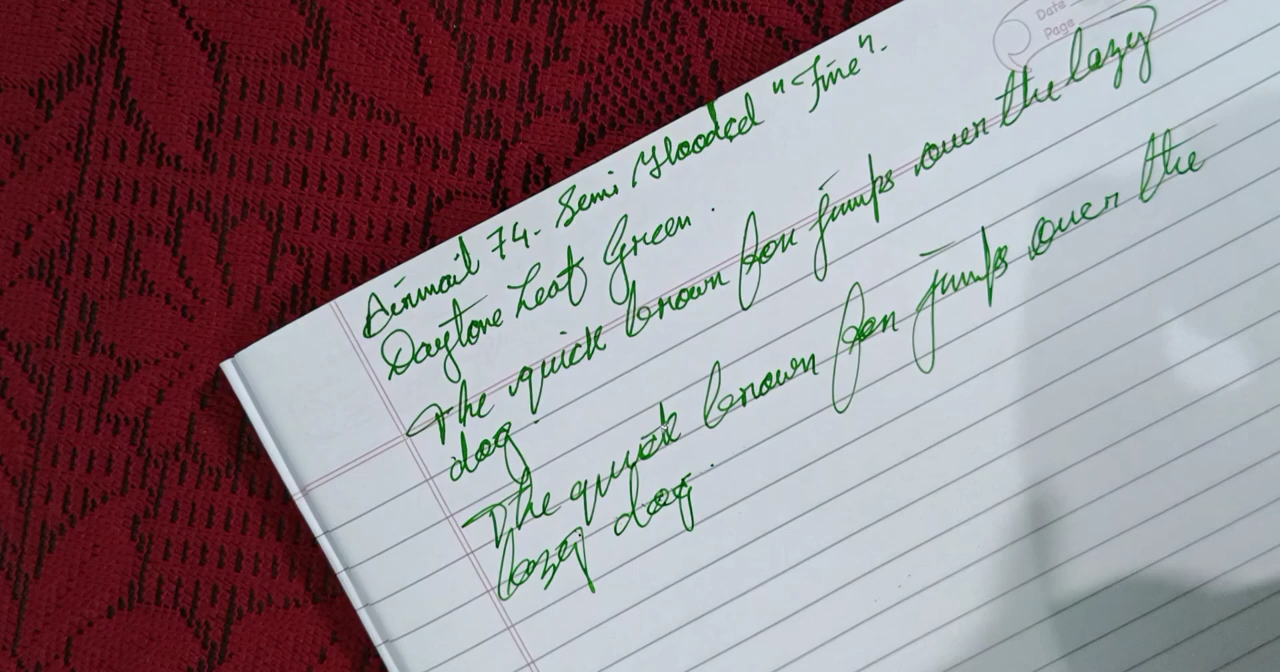 Date
Page
Airmail 74. Semi Hooded "Fine".
Daytone Leaf Green.
The quick brown fox jumps over the lazy
dog.
The quick brown fox jumps over the
lazy dog.